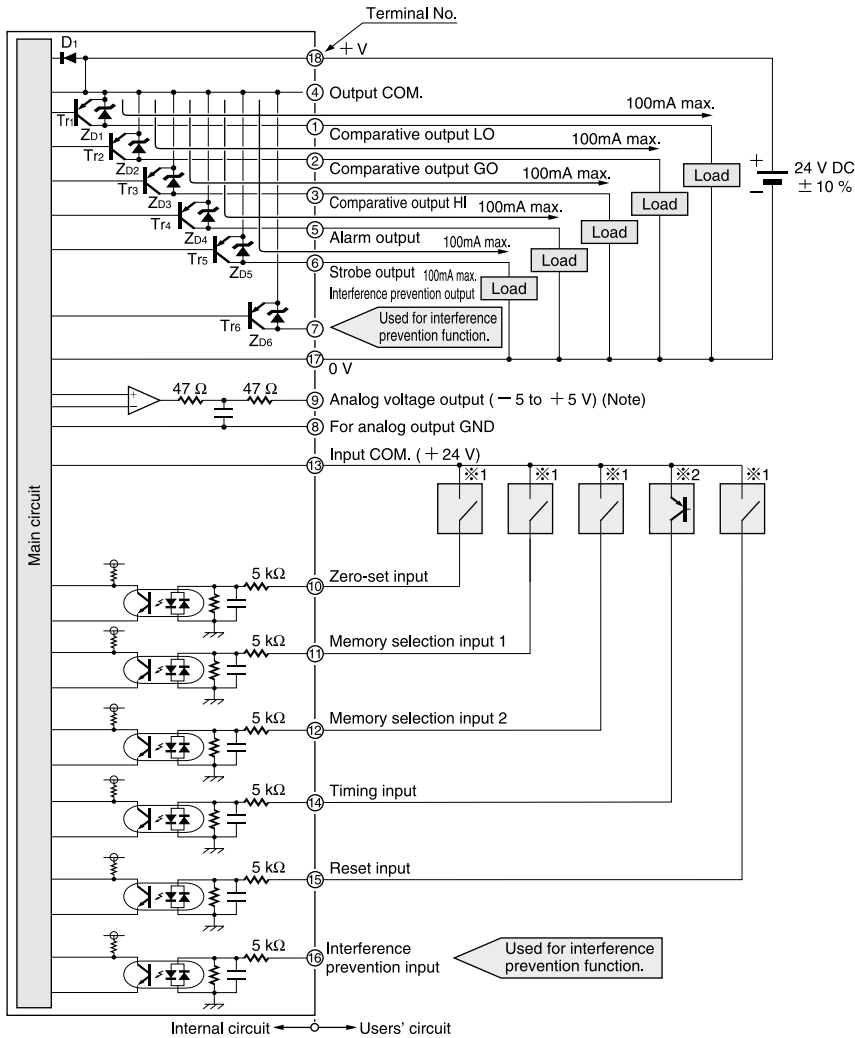 Terminal No.
D1
18 +V
4 Output COM.
100mA max.
Tr1
ZD1
1 Comparative output LO
100mA max.
Tr2
ZD2
2 Comparative output GO
100mA max.
Tr3
ZD3
3 Comparative output HI
100mA max.
Tr4
ZD4
5 Alarm output
100mA max.
Tr5
ZD5
6 Strobe output 100mA max.
Interference prevention output
Load
Load
Load
Load
Load
+
−
24 V DC
± 10 %
Tr6
ZD6
7
Used for interference
prevention function.
17 0 V
Main circuit
+
−
47 Ω
47 Ω
9 Analog voltage output ( − 5 to + 5 V) (Note)
8 For analog output GND
13 Input COM. (+ 24 V)
※1
※1
※1
※2
※1
5 kΩ
10 Zero-set input
5 kΩ
11 Memory selection input 1
5 kΩ
12 Memory selection input 2
5 kΩ
14 Timing input
5 kΩ
15 Reset input
5 kΩ
16 Interference
prevention input
Used for interference
prevention function.
Internal circuit
Users' circuit